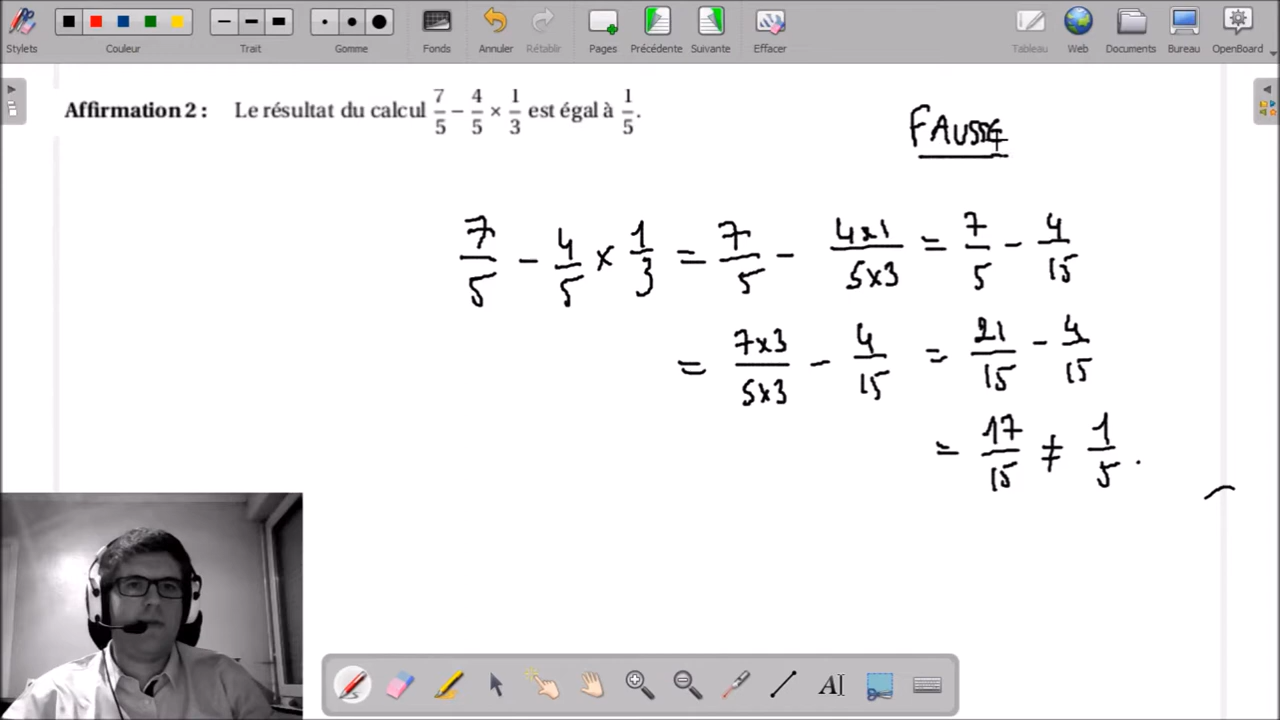 Stylets Couleur Trait Gomme Fonds Annuler Rétablir Pages Précédente Suivante Effacer Tableau Web Documents Bureau OpenBoard
Affirmation 2 : Le résultat du calcul 7/5 − 4/5 × 1/3 est égal à 1/5.
FAUSSE
7/5 − 4/5 × 1/3 = 7/5 − 4×1/5×3 = 7/5 − 4/15
= 7×3/5×3 − 4/15 = 21/15 − 4/15
= 17/15 ≠ 1/5.
AI